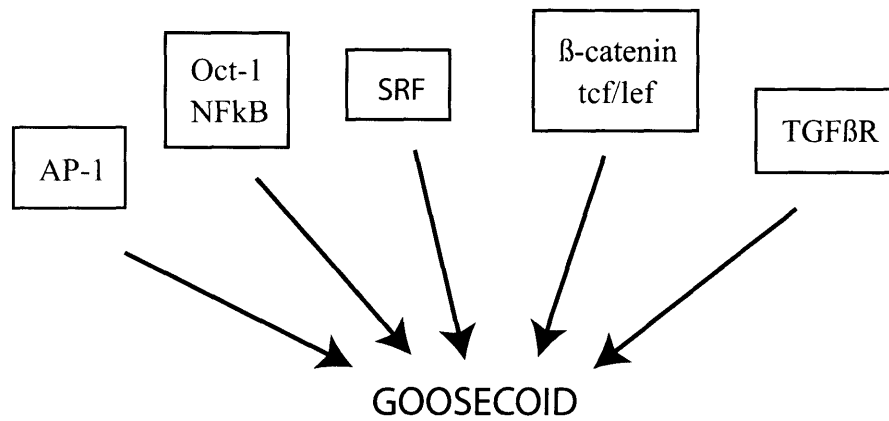 AP-1
Oct-1
NFkB
SRF
ß-catenin
tcf/lef
TGFßR
GOOSECOID